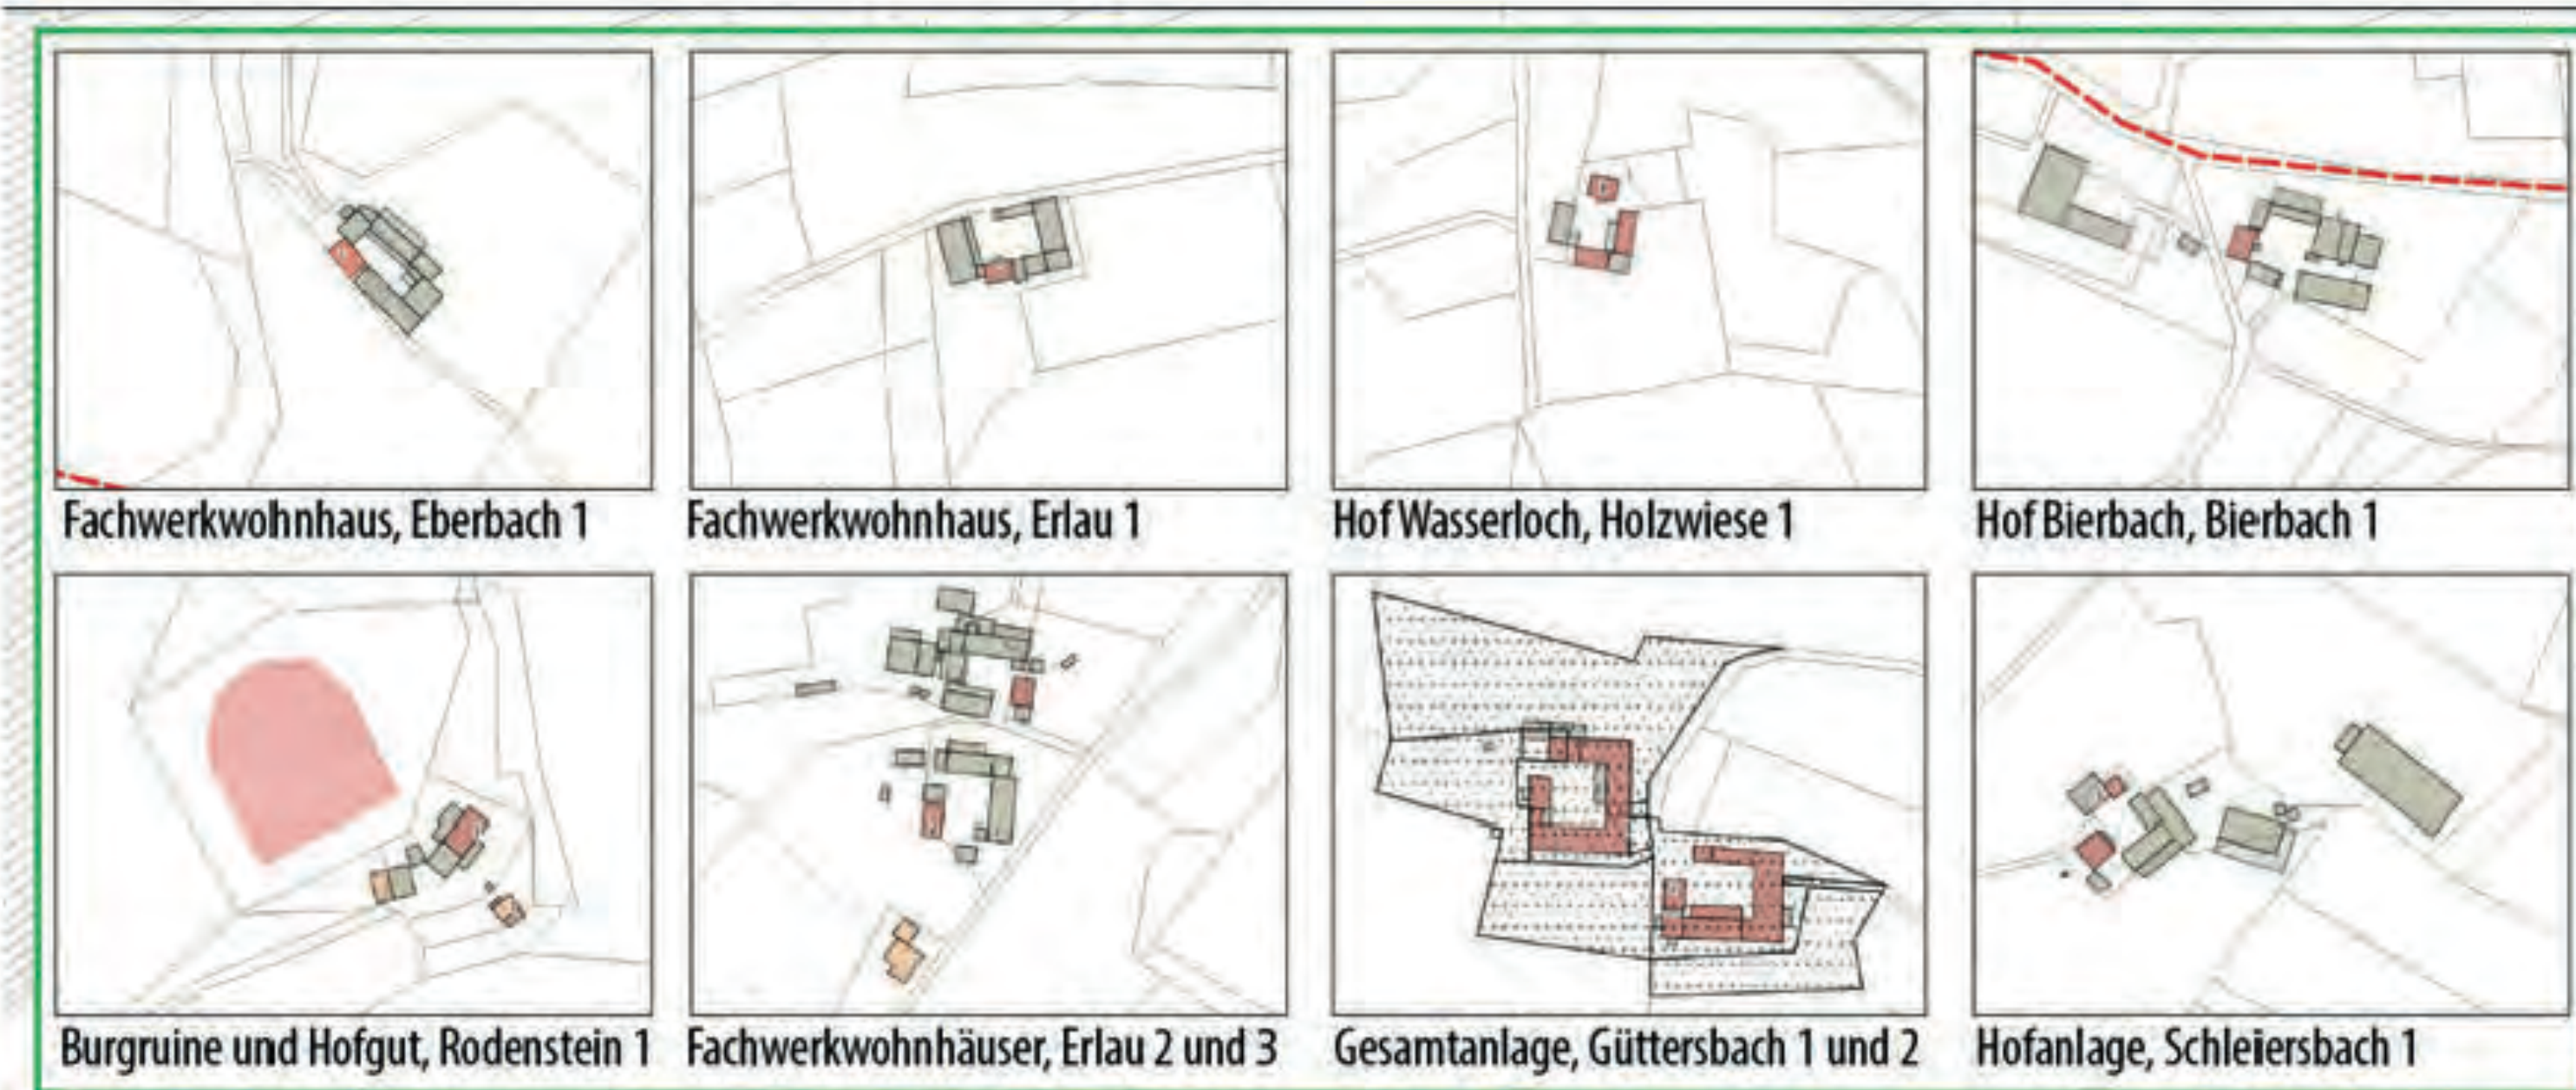 Fachwerkwohnhaus, Eberbach 1
Fachwerkwohnhaus, Erlau 1
Hof Wasserloch, Holzwiese 1
Hof Bierbach, Bierbach 1
Burgruine und Hofgut, Rodenstein 1
Fachwerkwohnhäuser, Erlau 2 und 3
Gesamtanlage, Güttersbach 1 und 2
Hofanlage, Schleiersbach 1